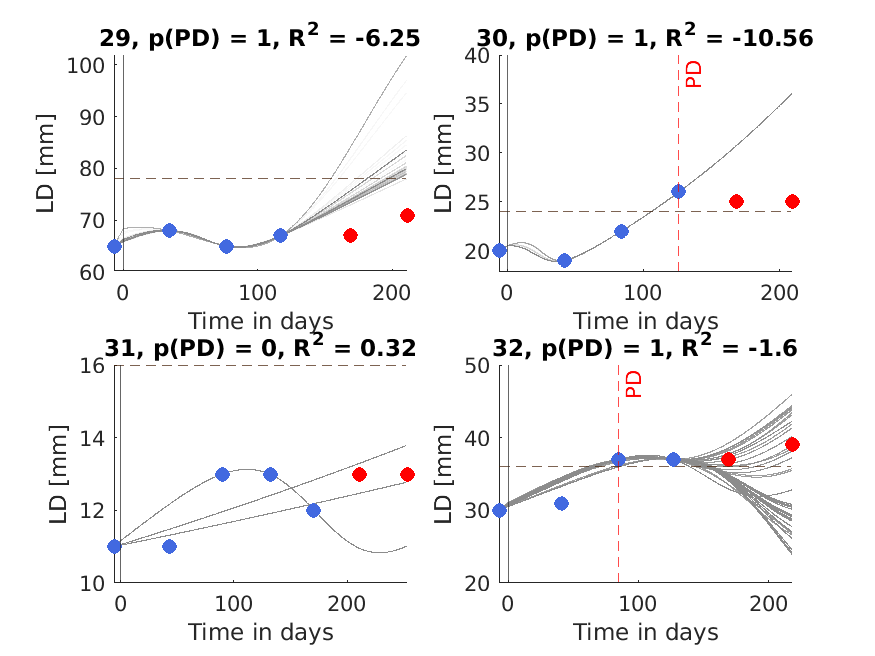 29, p(PD) = 1, R² = -6.25
100
90
80
70
60
LD [mm]
0
100
200
Time in days
30, p(PD) = 1, R² = -10.56
40
35
30
25
20
LD [mm]
PD
0
100
200
Time in days
31, p(PD) = 0, R² = 0.32
16
14
12
10
LD [mm]
0
100
200
Time in days
32, p(PD) = 1, R² = -1.6
50
40
30
20
LD [mm]
PD
0
100
200
Time in days